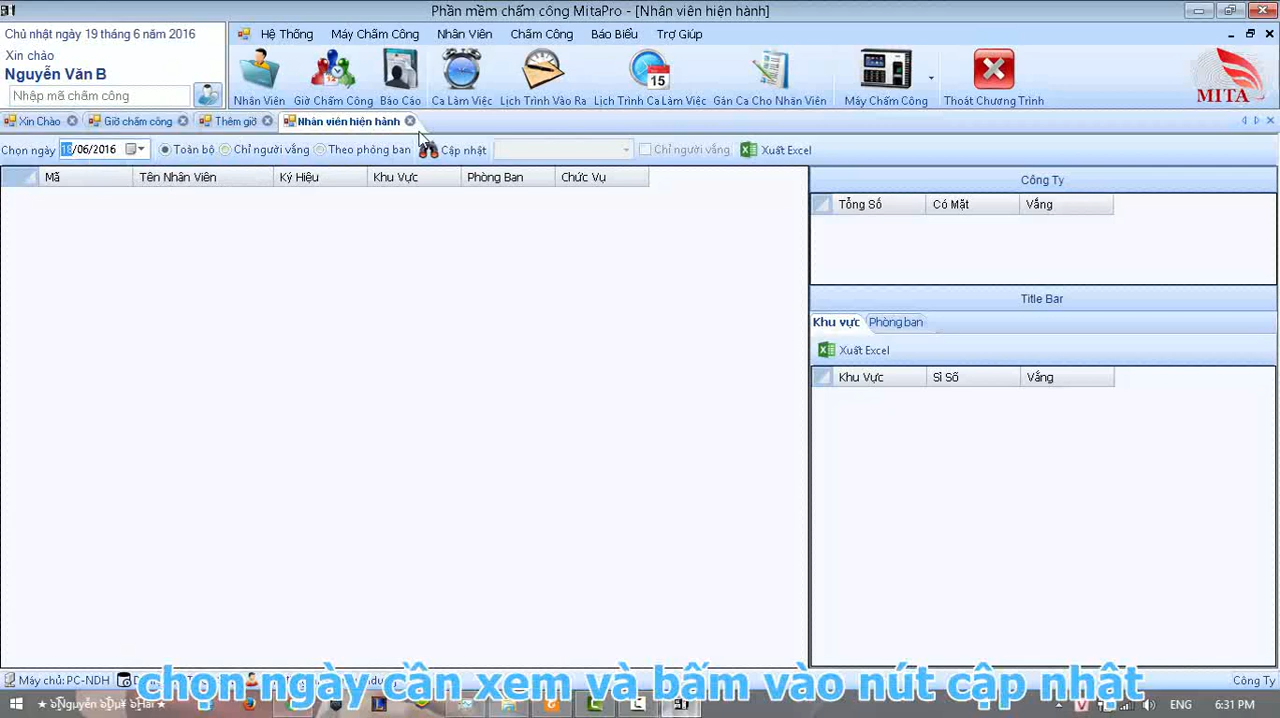 Phần mềm chấm công MitaPro - [Nhân viên hiện hành]
Chủ nhật ngày 19 tháng 6 năm 2016
Xin chào
Nguyễn Văn B
Nhập mã chấm công
Hệ Thống Máy Chấm Công Nhân Viên Chấm Công Báo Biểu Trợ Giúp
15
Nhân Viên Giờ Chấm Công Báo Cáo Ca Làm Việc Lịch Trình Vào Ra Lịch Trình Ca Làm Việc Gán Ca Cho Nhân Viên Máy Chấm Công Thoát Chương Trình
MITA
Xin Chào Giờ chấm công Thêm giờ Nhân viên hiện hành
Chọn ngày 18/06/2016 Toàn bộ Chỉ người vắng Theo phòng ban Cập nhật Chỉ người vắng Xuất Excel
Mã Tên Nhân Viên Ký Hiệu Khu Vực Phòng Ban Chức Vụ
Công Ty
Tổng Số Có Mặt Vắng
Title Bar
Khu vực Phòng ban
Xuất Excel
Khu Vực Sỉ Số Vắng
Máy chủ: PC-NDH
Công Ty
chọn ngày cần xem và bấm vào nút cập nhật
ENG 6:31 PM